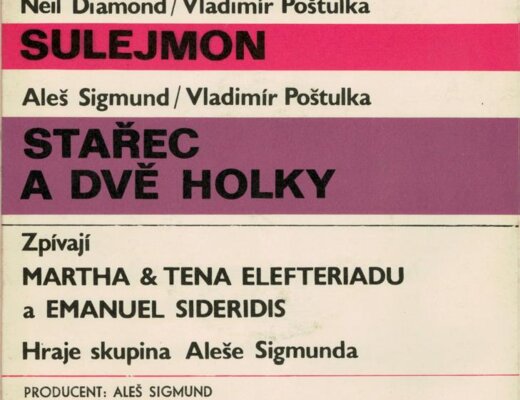 Neil Diamond/Vladimír Poštulka
SULEJMON
Aleš Sigmund/Vladimír Poštulka
STAŘEC
A DVĚ HOLKY
Zpívají
MARTHA & TENA ELEFTERIADU
a EMANUEL SIDERIDIS
Hraje skupina Aleše Sigmunda
PRODUCENT: ALEŠ SIGMUND